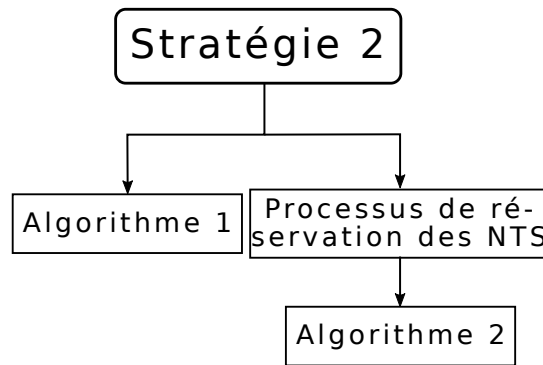 Stratégie 2
Algorithme 1
Processus de ré-
servation des NTS
Algorithme 2